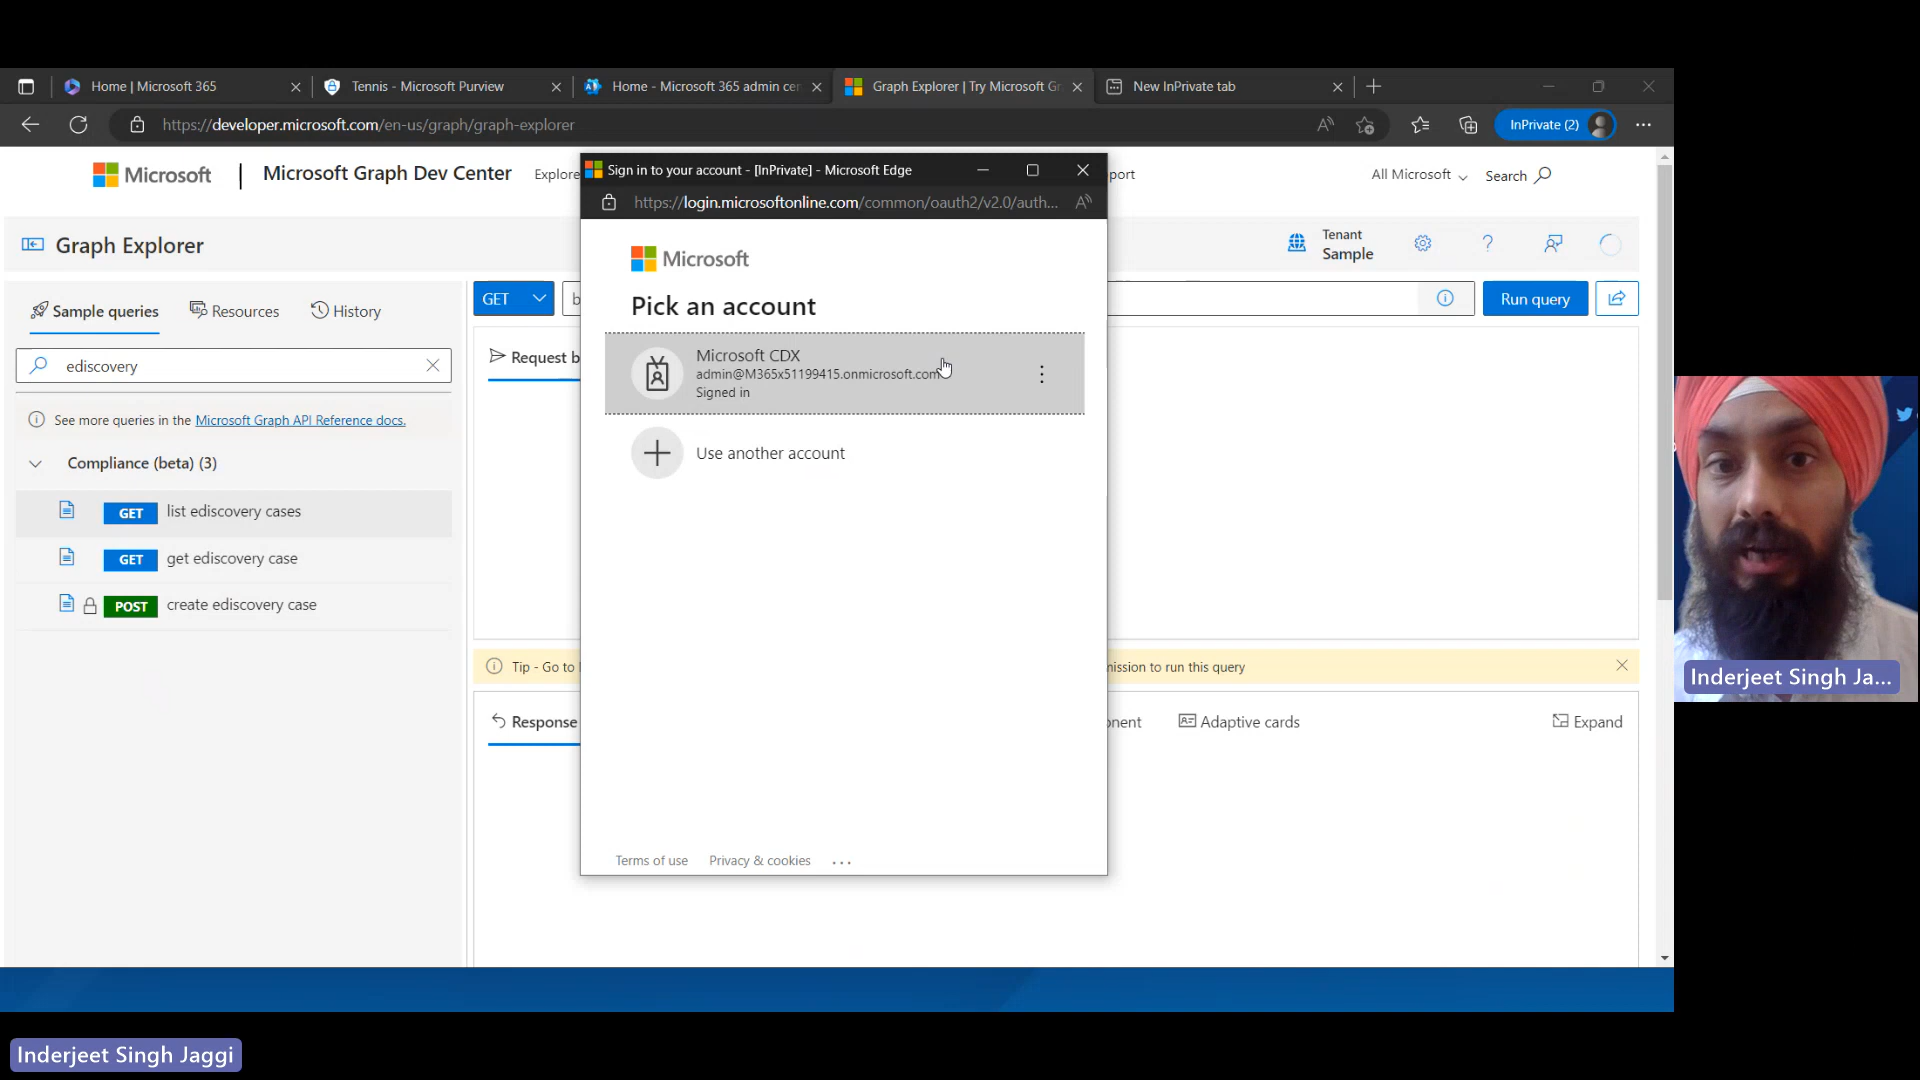 Home | Microsoft 365
Tennis - Microsoft Purview
Home - Microsoft 365 admin cer
Graph Explorer | Try Microsoft Gr
New InPrivate tab
https://developer.microsoft.com/en-us/graph/graph-explorer
InPrivate (2)
Microsoft
Microsoft Graph Dev Center
Explore
port
All Microsoft
Search
Graph Explorer
Tenant
Sample
Sample queries
Resources
History
ediscovery
See more queries in the Microsoft Graph API Reference docs.
Compliance (beta) (3)
GET list ediscovery cases
GET get ediscovery case
POST create ediscovery case
GET
Run query
Request b
Tip - Go to
mission to run this query
Response
onent
Adaptive cards
Expand
Sign in to your account - [InPrivate] - Microsoft Edge
https://login.microsoftonline.com/common/oauth2/v2.0/auth...
Microsoft
Pick an account
Microsoft CDX
admin@M365x51199415.onmicrosoft.com
Signed in
Use another account
Terms of use
Privacy & cookies
...
Inderjeet Singh Ja...
Inderjeet Singh Jaggi